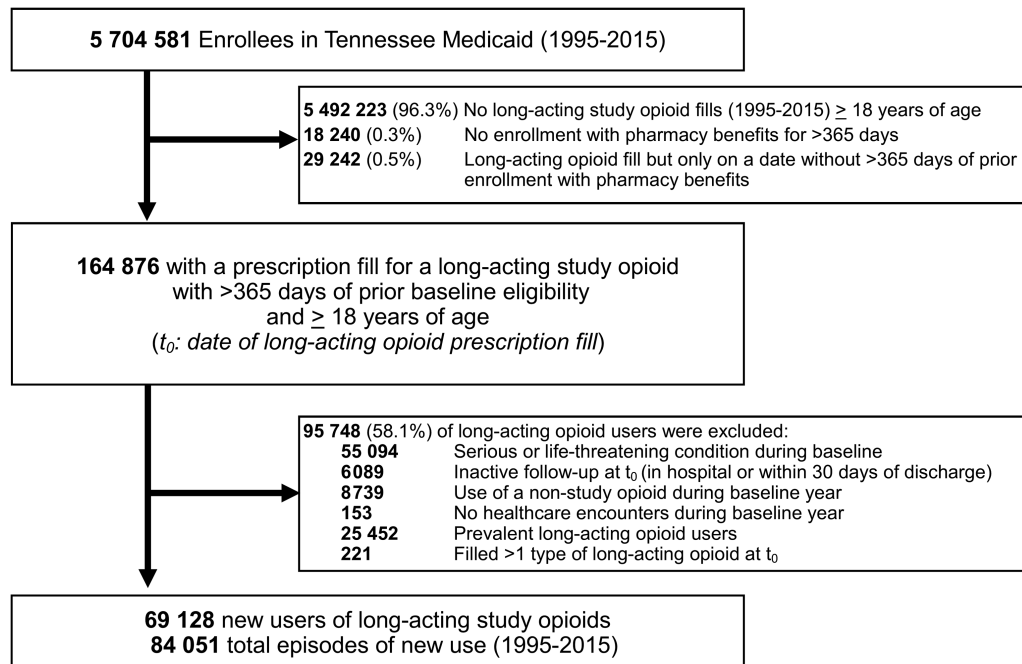 5 704 581 Enrollees in Tennessee Medicaid (1995-2015)
5 492 223 (96.3%) No long-acting study opioid fills (1995-2015) ≥ 18 years of age
18 240 (0.3%) No enrollment with pharmacy benefits for >365 days
29 242 (0.5%) Long-acting opioid fill but only on a date without >365 days of prior
enrollment with pharmacy benefits
164 876 with a prescription fill for a long-acting study opioid
with >365 days of prior baseline eligibility
and ≥ 18 years of age
(t0: date of long-acting opioid prescription fill)
95 748 (58.1%) of long-acting opioid users were excluded:
55 094 Serious or life-threatening condition during baseline
6089 Inactive follow-up at t0 (in hospital or within 30 days of discharge)
8739 Use of a non-study opioid during baseline year
153 No healthcare encounters during baseline year
25 452 Prevalent long-acting opioid users
221 Filled >1 type of long-acting opioid at t0
69 128 new users of long-acting study opioids
84 051 total episodes of new use (1995-2015)